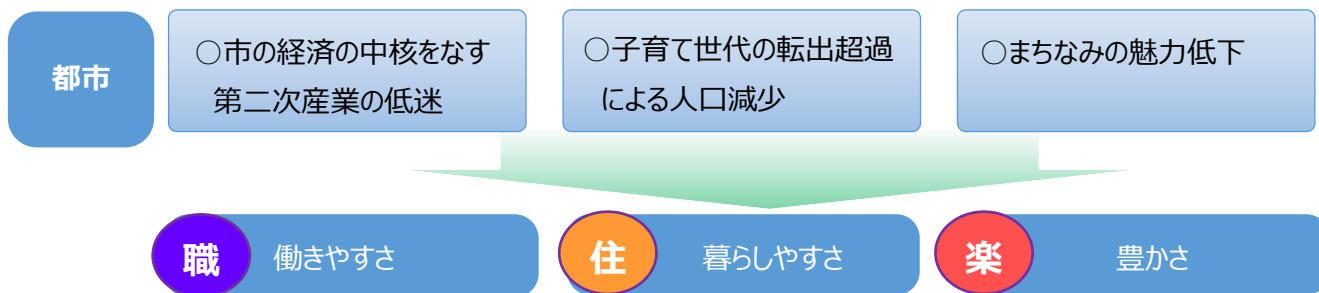 都市
○市の経済の中核をなす
第二次産業の低迷
○子育て世代の転出超過
による人口減少
○まちなみの魅力低下
職 働きやすさ
住 暮らしやすさ
楽 豊かさ